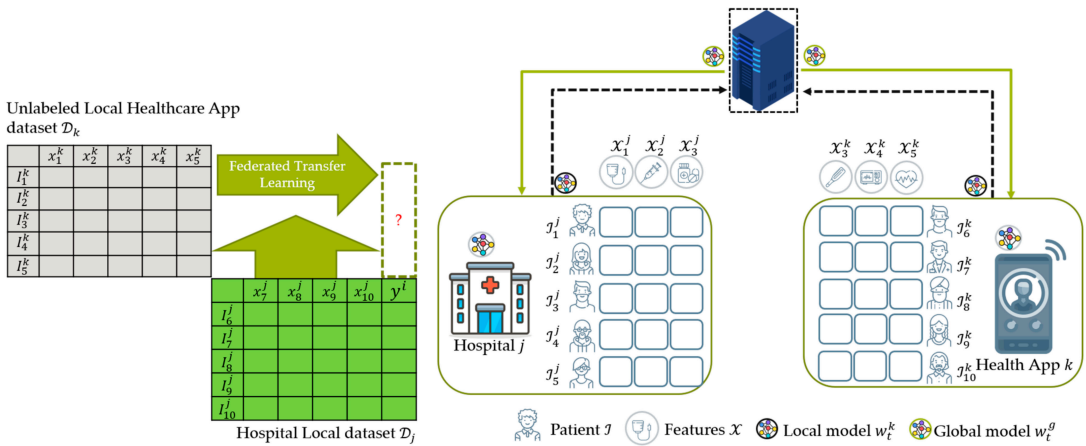 Unlabeled Local Healthcare App
dataset 𝒟ₖ
x₁ᵏ x₂ᵏ x₃ᵏ x₄ᵏ x₅ᵏ
I₁ᵏ
I₂ᵏ
I₃ᵏ
I₄ᵏ
I₅ᵏ
Federated Transfer
Learning
?
x₇ʲ x₈ʲ x₉ʲ x₁₀ʲ yⁱ
I₆ʲ
I₇ʲ
I₈ʲ
I₉ʲ
I₁₀ʲ
Hospital Local dataset 𝒟ⱼ
𝒳₁ʲ 𝒳₂ʲ 𝒳₃ʲ
ℐ₁ʲ
ℐ₂ʲ
ℐ₃ʲ
ℐ₄ʲ
ℐ₅ʲ
Hospital j
𝒳₃ᵏ 𝒳₄ᵏ 𝒳₅ᵏ
ℐ₆ᵏ
ℐ₇ᵏ
ℐ₈ᵏ
ℐ₉ᵏ
ℐ₁₀ᵏ
Health App k
Patient ℐ Features 𝒳 Local model wₜᵏ Global model wₜᵍ